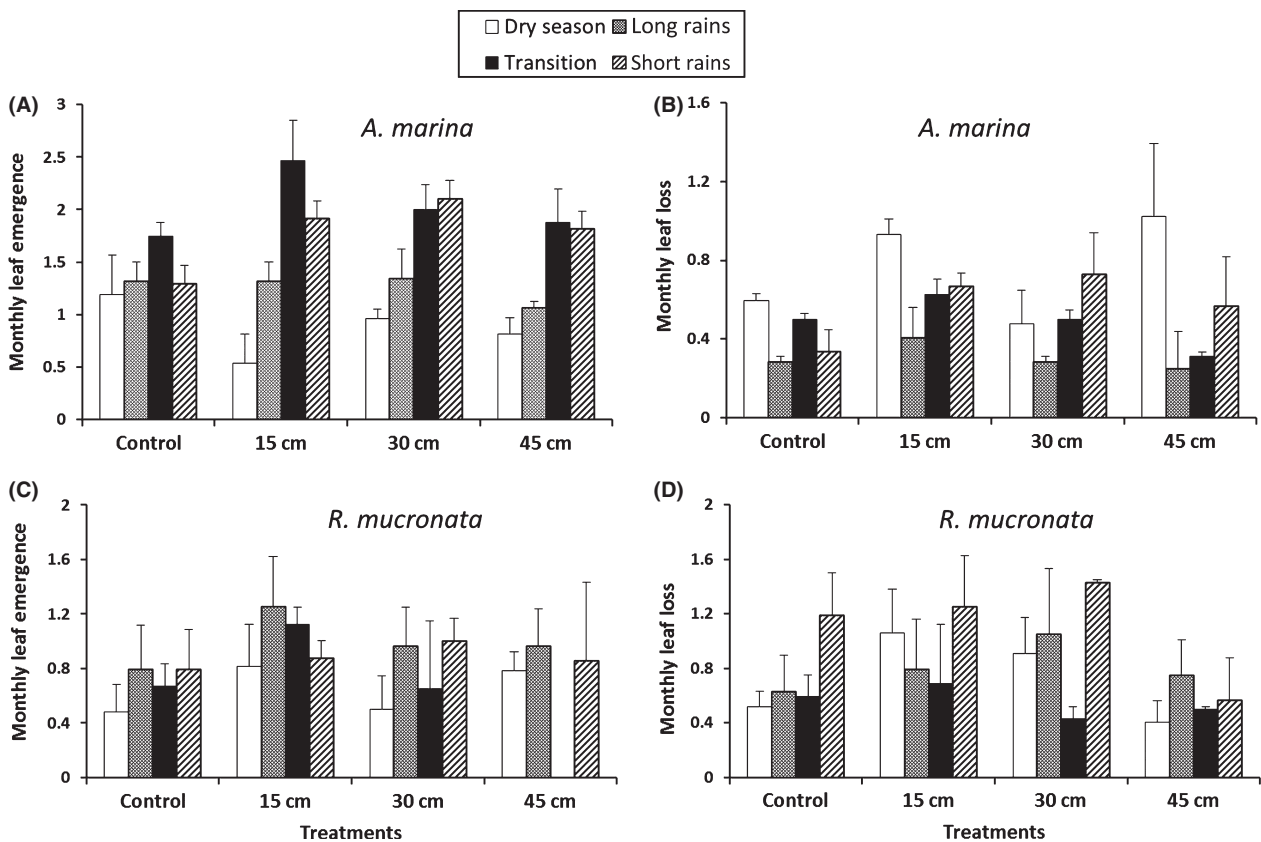 Dry season Long rains
Transition Short rains
(A)
A. marina
Monthly leaf emergence
3
2.5
2
1.5
1
0.5
0
Control 15 cm 30 cm 45 cm
(B)
A. marina
Monthly leaf loss
1.6
1.2
0.8
0.4
0
Control 15 cm 30 cm 45 cm
(C)
R. mucronata
Monthly leaf emergence
2
1.6
1.2
0.8
0.4
0
Control 15 cm 30 cm 45 cm
Treatments
(D)
R. mucronata
Monthly leaf loss
2
1.6
1.2
0.8
0.4
0
Control 15 cm 30 cm 45 cm
Treatments